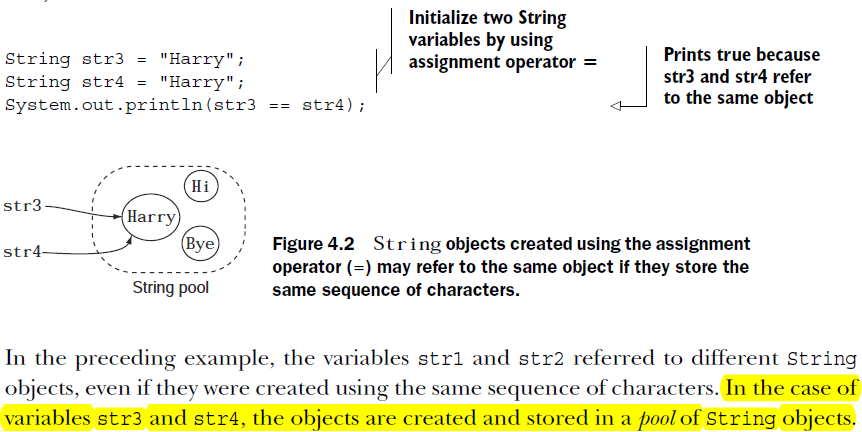 Initialize two String
variables by using
assignment operator =
String str3 = "Harry";
String str4 = "Harry";
System.out.println(str3 == str4);
Prints true because
str3 and str4 refer
to the same object
Hi
str3
Harry
str4
Bye
String pool
Figure 4.2 String objects created using the assignment
operator (=) may refer to the same object if they store the
same sequence of characters.
In the preceding example, the variables str1 and str2 referred to different String
objects, even if they were created using the same sequence of characters. In the case of
variables str3 and str4, the objects are created and stored in a pool of String objects.